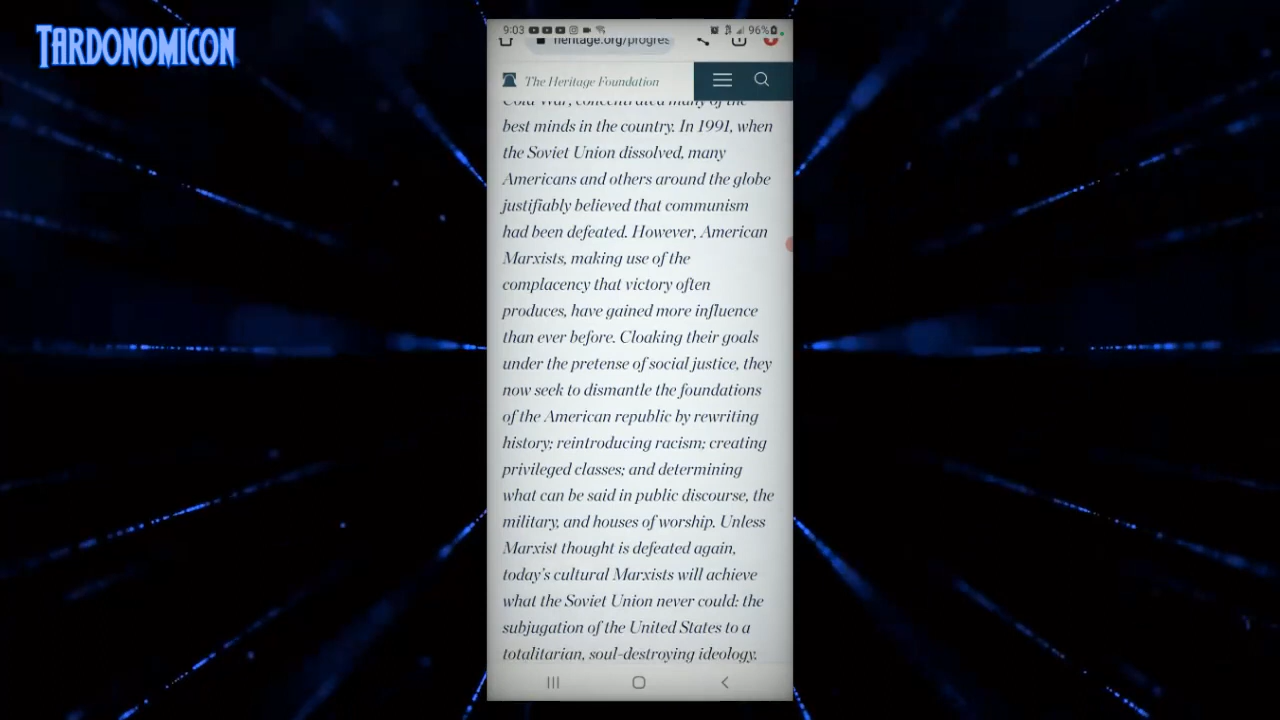 TARDONOMICON
9:03
96%
heritage.org/progres
The Heritage Foundation
Cold War, concentrated many of the
best minds in the country. In 1991, when
the Soviet Union dissolved, many
Americans and others around the globe
justifiably believed that communism
had been defeated. However, American
Marxists, making use of the
complacency that victory often
produces, have gained more influence
than ever before. Cloaking their goals
under the pretense of social justice, they
now seek to dismantle the foundations
of the American republic by rewriting
history; reintroducing racism; creating
privileged classes; and determining
what can be said in public discourse, the
military, and houses of worship. Unless
Marxist thought is defeated again,
today's cultural Marxists will achieve
what the Soviet Union never could: the
subjugation of the United States to a
totalitarian, soul-destroying ideology.